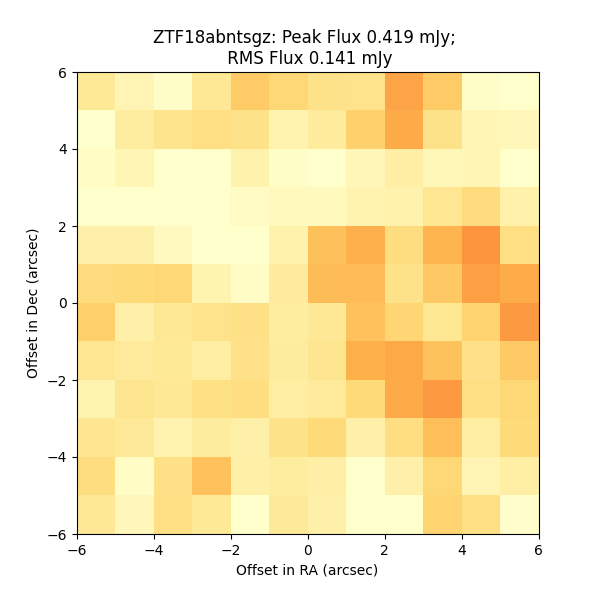 ZTF18abntsgz: Peak Flux 0.419 mJy;
RMS Flux 0.141 mJy
6
4
2
0
−2
−4
−6
Offset in Dec (arcsec)
−6 −4 −2 0 2 4 6
Offset in RA (arcsec)